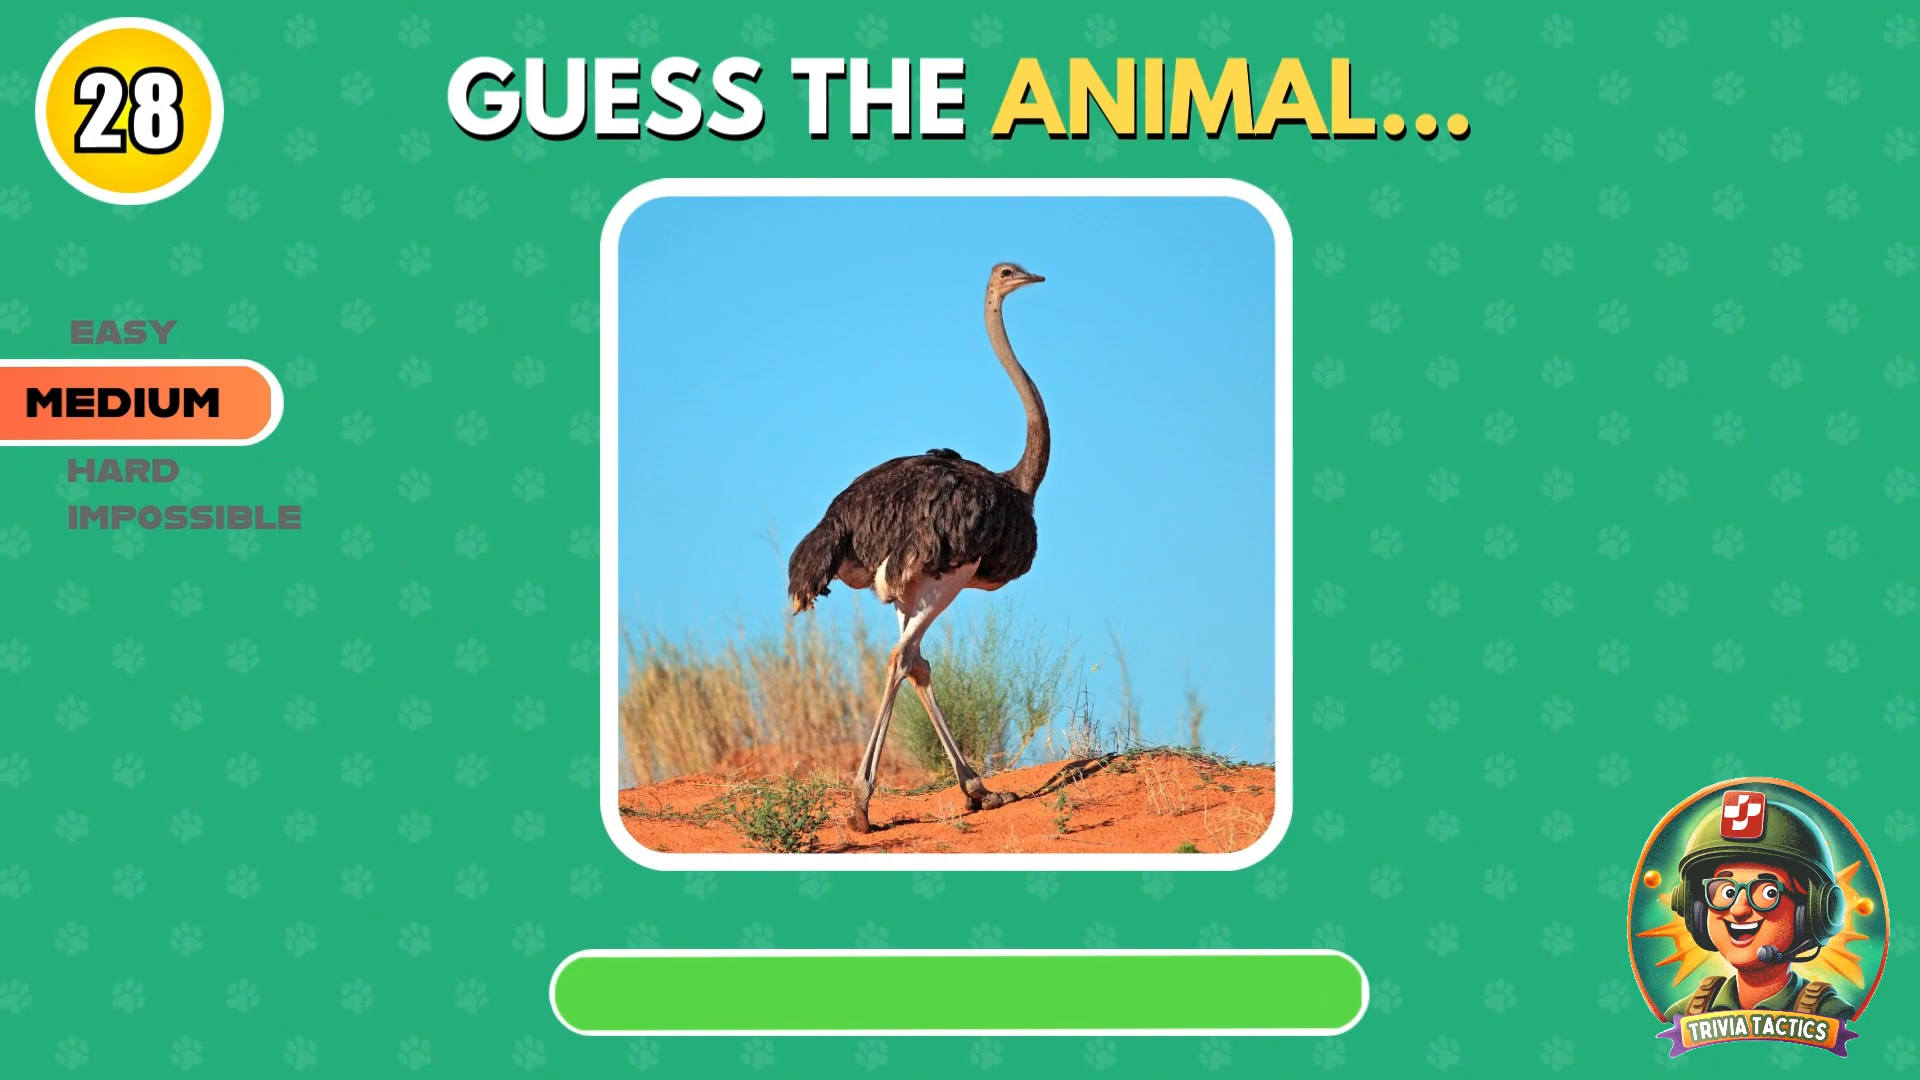 28
GUESS THE ANIMAL...
EASY
MEDIUM
HARD
IMPOSSIBLE
TRIVIA TACTICS